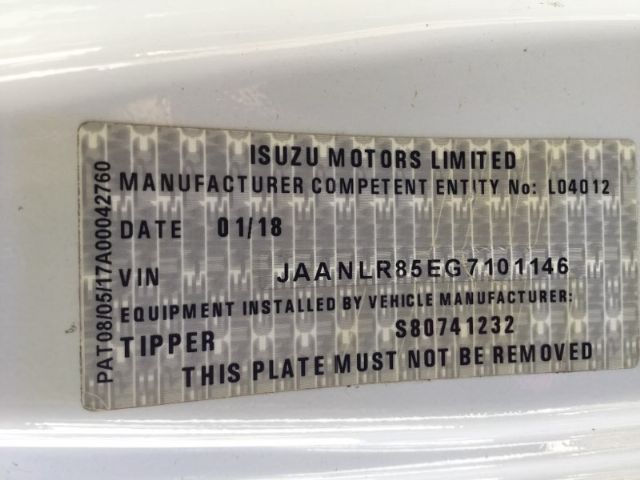 ISUZU MOTORS LIMITED
MANUFACTURER COMPETENT ENTITY No: L04012
DATE 01/18
VIN JAANLR85EG7101146
EQUIPMENT INSTALLED BY VEHICLE MANUFACTURER:
TIPPER S80741232
THIS PLATE MUST NOT BE REMOVED
PAT08/05/17A00042760